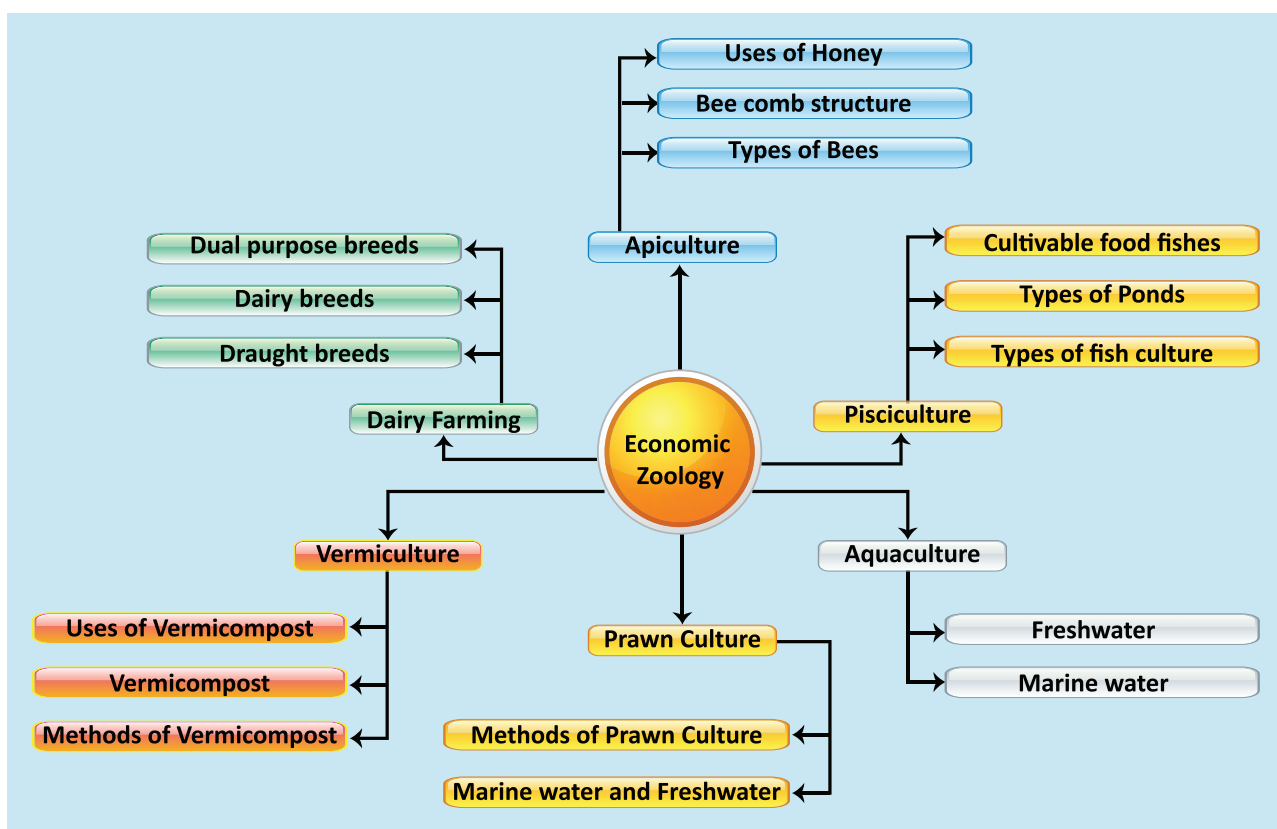 Uses of Honey
Bee comb structure
Types of Bees
Apiculture
Dual purpose breeds
Dairy breeds
Draught breeds
Dairy Farming
Cultivable food fishes
Types of Ponds
Types of fish culture
Pisciculture
Economic
Zoology
Vermiculture
Uses of Vermicompost
Vermicompost
Methods of Vermicompost
Prawn Culture
Methods of Prawn Culture
Marine water and Freshwater
Aquaculture
Freshwater
Marine water